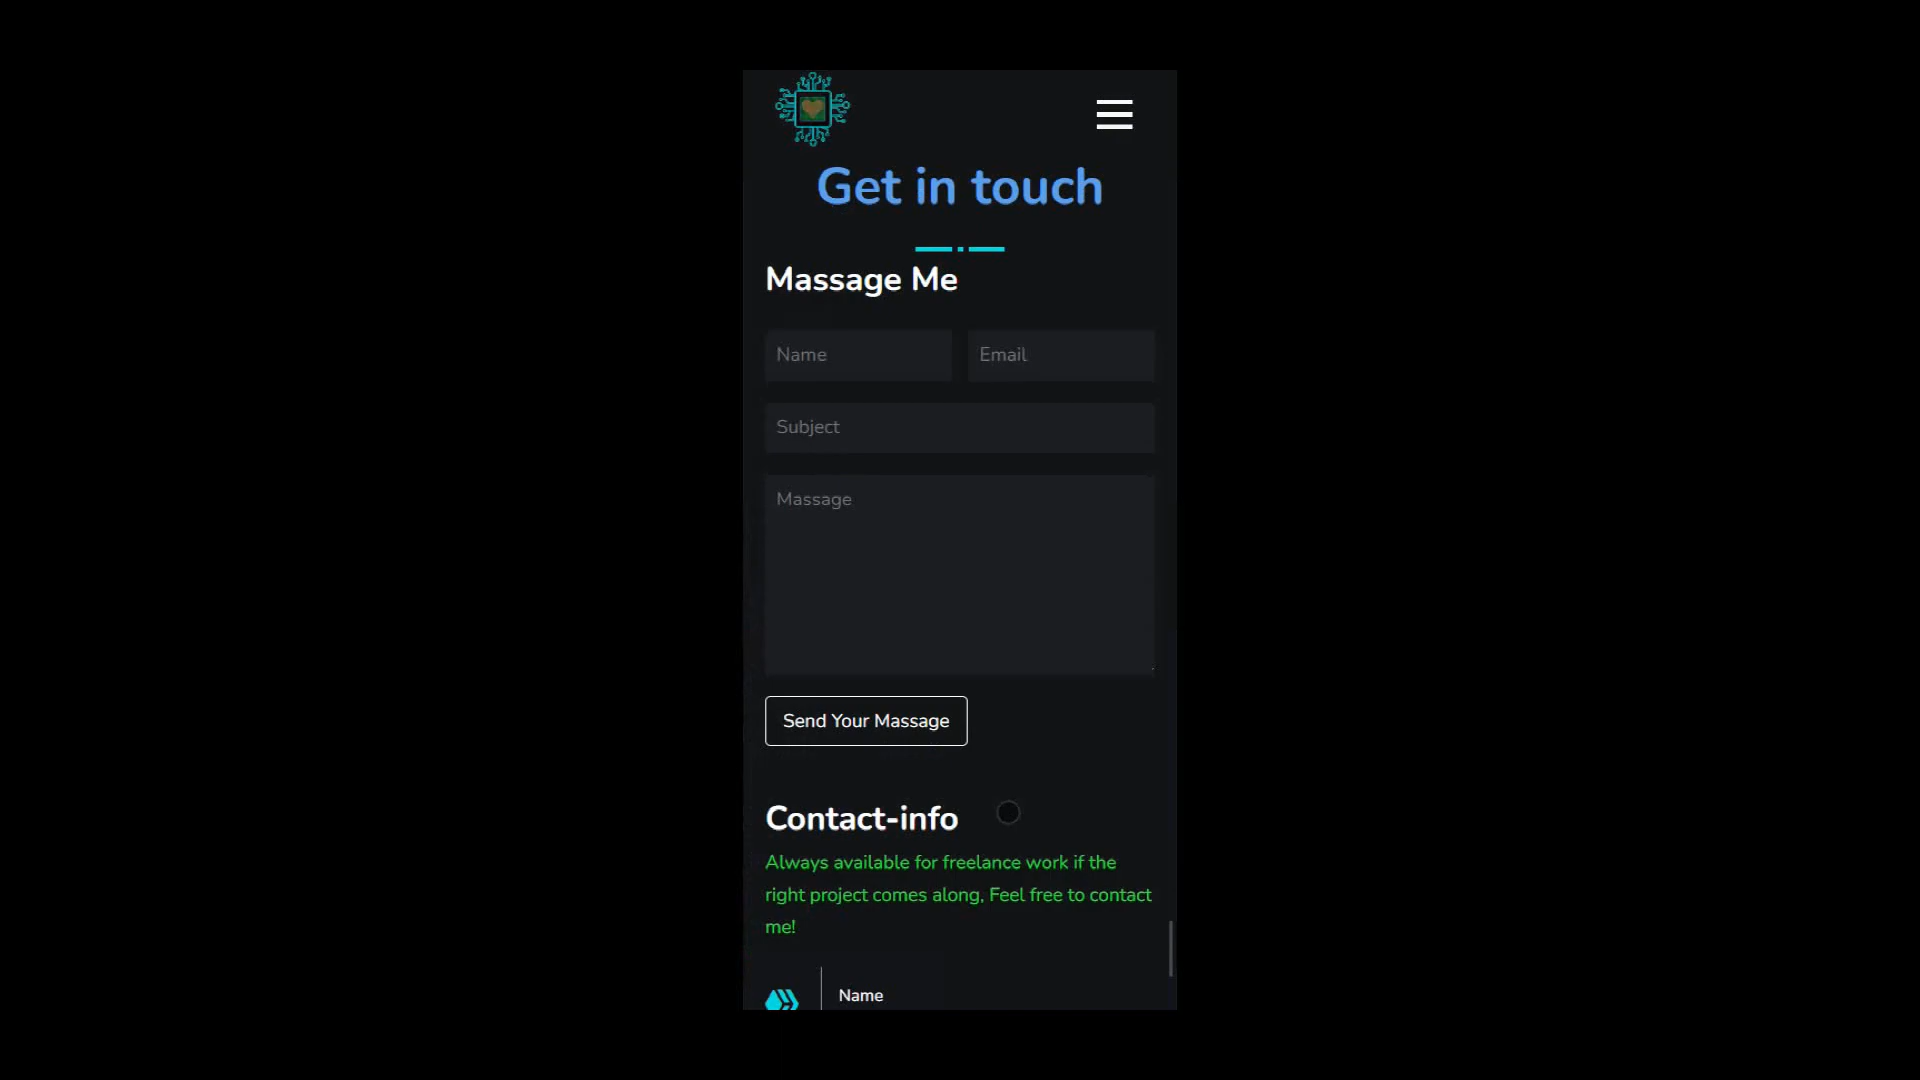 Get in touch
Massage Me
Name
Email
Subject
Massage
Send Your Massage
Contact-info
Always available for freelance work if the
right project comes along, Feel free to contact
me!
Name